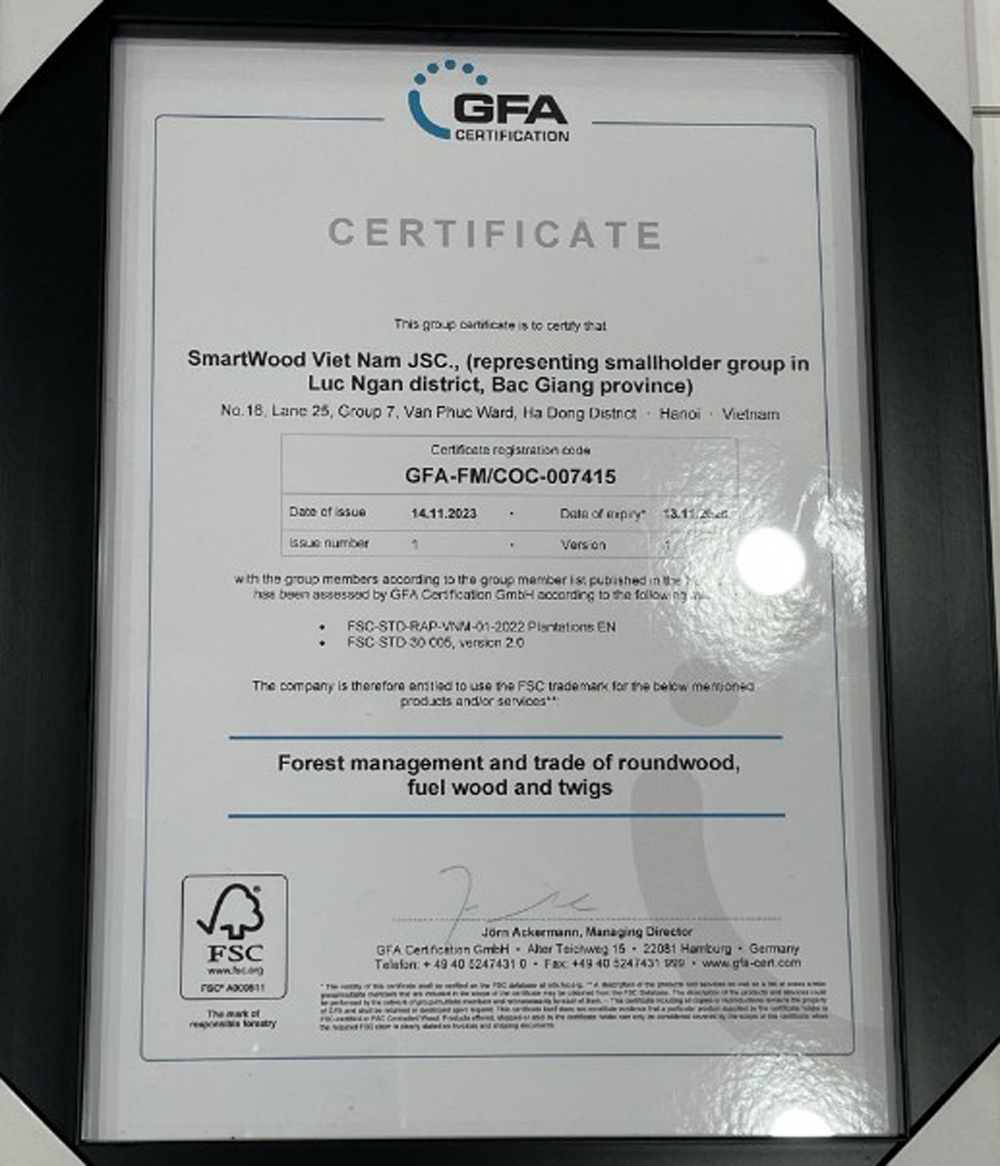 GFA
CERTIFICATION
CERTIFICATE
This group certificate is to certify that
SmartWood Viet Nam JSC., (representing smallholder group in
Luc Ngan district, Bac Giang province)
No.18, Lane 25, Group 7, Van Phuc Ward, Ha Dong District · Hanoi · Vietnam
Certificate registration code
GFA-FM/COC-007415
Date of issue 14.11.2023 · Date of expiry* 13.11.
Issue number 1 · Version 1
with the group members according to the group member list published in the
has been assessed by GFA Certification GmbH according to the following
• FSC-STD-RAP-VNM-01-2022 Plantations EN
• FSC-STD-30-005, version 2.0
The company is therefore entitled to use the FSC trademark for the below mentioned
products and/or services**:
Forest management and trade of roundwood,
fuel wood and twigs
Jörn Ackermann, Managing Director
GFA Certification GmbH • Alter Teichweg 15 • 22081 Hamburg • Germany
Telefon: + 49 40 5247431 0 • Fax: +49 40 5247431 999 • www.gfa-cert.com
®
FSC
www.fsc.org
FSC® A000511
The mark of
responsible forestry